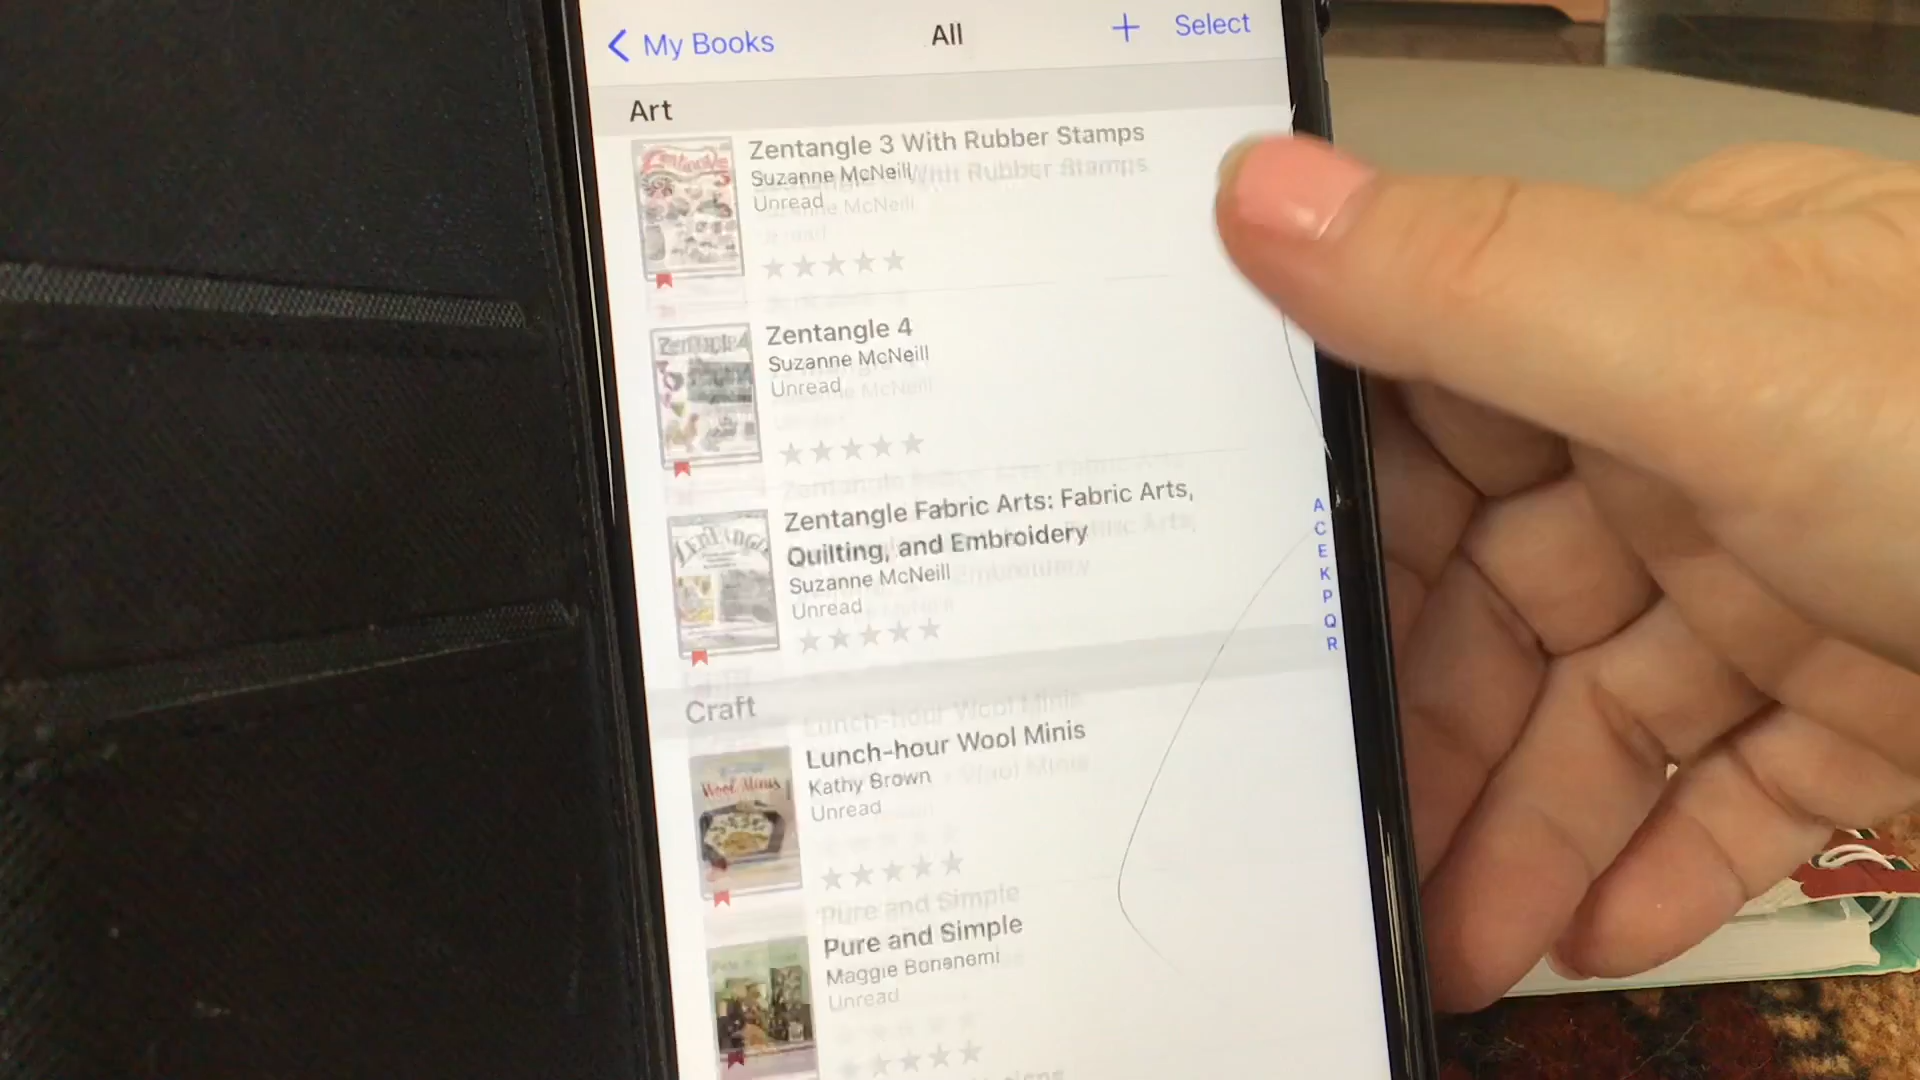 My Books
All
+
Select
Art
Zentangle 3 With Rubber Stamps
Suzanne McNeill
Unread
Zentangle 4
Suzanne McNeill
Unread
Zentangle Fabric Arts: Fabric Arts,
Quilting, and Embroidery
Suzanne McNeill
Unread
Craft
Lunch-hour Wool Minis
Kathy Brown
Unread
Pure and Simple
Maggie Bonanemi
Unread
A
C
E
K
P
Q
R